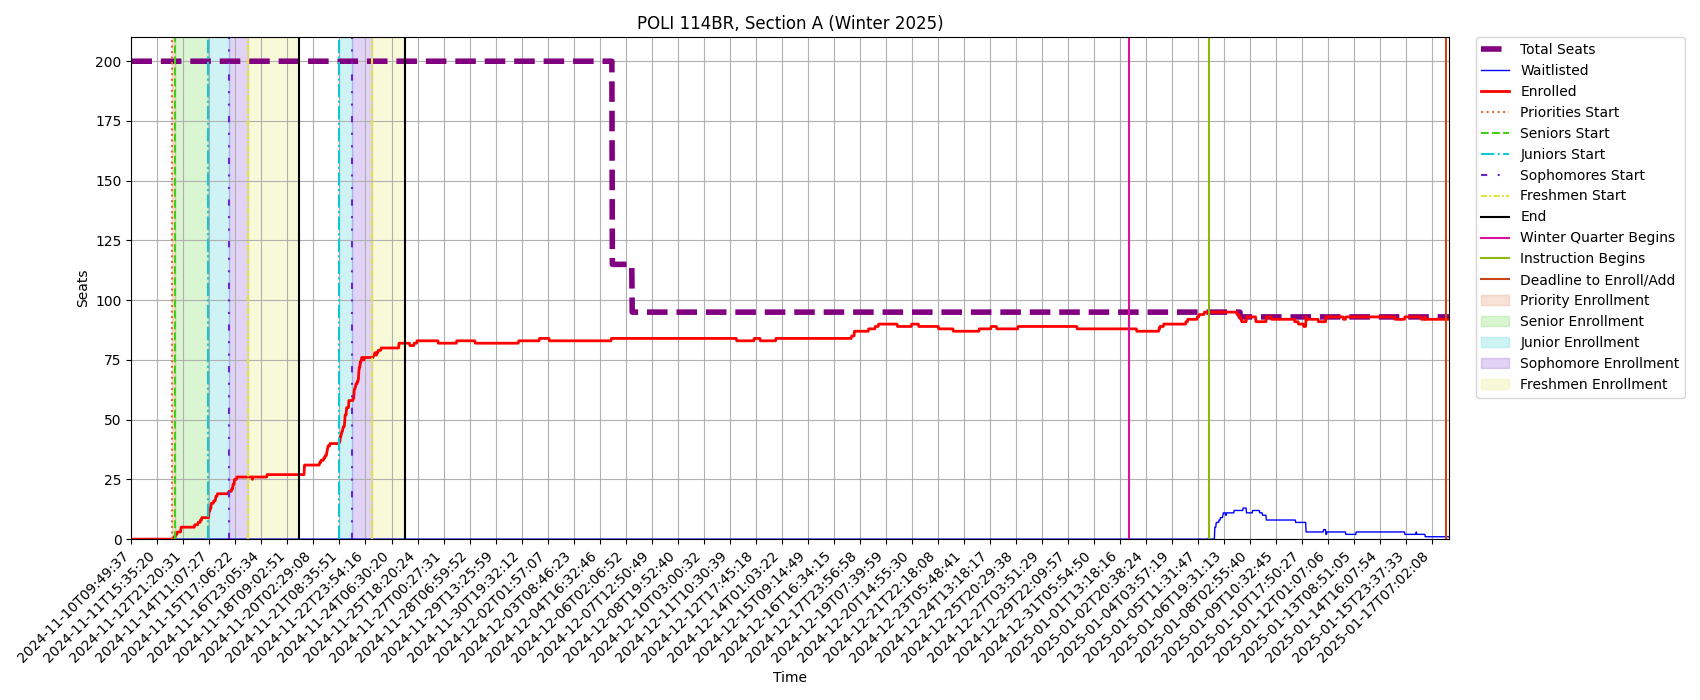 POLI 114BR, Section A (Winter 2025)
Seats
200
175
150
125
100
75
50
25
0
2024-11-10T09:49:37
2024-11-11T15:35:20
2024-11-12T21:20:31
2024-11-14T11:07:27
2024-11-15T17:06:22
2024-11-16T23:05:34
2024-11-18T09:02:51
2024-11-20T02:29:08
2024-11-21T08:35:51
2024-11-22T23:54:16
2024-11-24T06:30:20
2024-11-25T18:20:24
2024-11-27T00:27:31
2024-11-28T06:59:52
2024-11-29T13:25:59
2024-11-30T19:32:12
2024-12-02T01:57:07
2024-12-03T08:46:23
2024-12-04T16:32:46
2024-12-06T02:06:52
2024-12-07T12:50:49
2024-12-08T19:52:40
2024-12-10T03:00:32
2024-12-11T10:30:39
2024-12-12T17:45:18
2024-12-14T01:03:22
2024-12-15T09:14:49
2024-12-16T16:34:15
2024-12-17T23:56:58
2024-12-19T07:39:59
2024-12-20T14:55:30
2024-12-21T22:18:08
2024-12-23T05:48:41
2024-12-24T13:18:17
2024-12-25T20:29:38
2024-12-27T03:51:29
2024-12-29T22:09:57
2024-12-31T05:54:50
2025-01-01T13:18:16
2025-01-02T20:38:24
2025-01-04T03:57:19
2025-01-05T11:31:47
2025-01-06T19:31:13
2025-01-08T02:55:40
2025-01-09T10:32:45
2025-01-10T17:50:27
2025-01-12T01:07:06
2025-01-13T08:51:05
2025-01-14T16:07:54
2025-01-15T23:37:33
2025-01-17T07:02:08
Time
Total Seats
Waitlisted
Enrolled
Priorities Start
Seniors Start
Juniors Start
Sophomores Start
Freshmen Start
End
Winter Quarter Begins
Instruction Begins
Deadline to Enroll/Add
Priority Enrollment
Senior Enrollment
Junior Enrollment
Sophomore Enrollment
Freshmen Enrollment